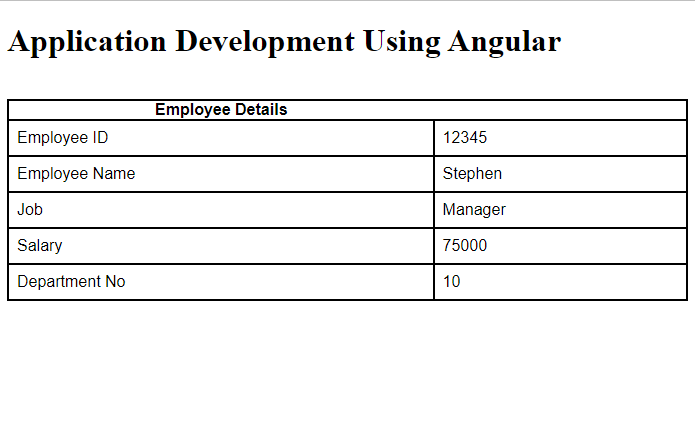 Application Development Using Angular
Employee Details
Employee ID 12345
Employee Name Stephen
Job Manager
Salary 75000
Department No 10